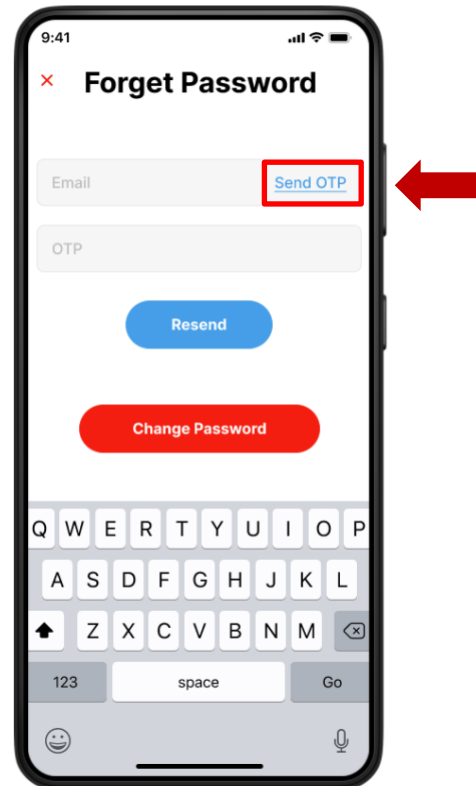 9:41
× Forget Password
Email Send OTP
OTP
Resend
Change Password
Q W E R T Y U I O P
A S D F G H J K L
Z X C V B N M
123 space Go